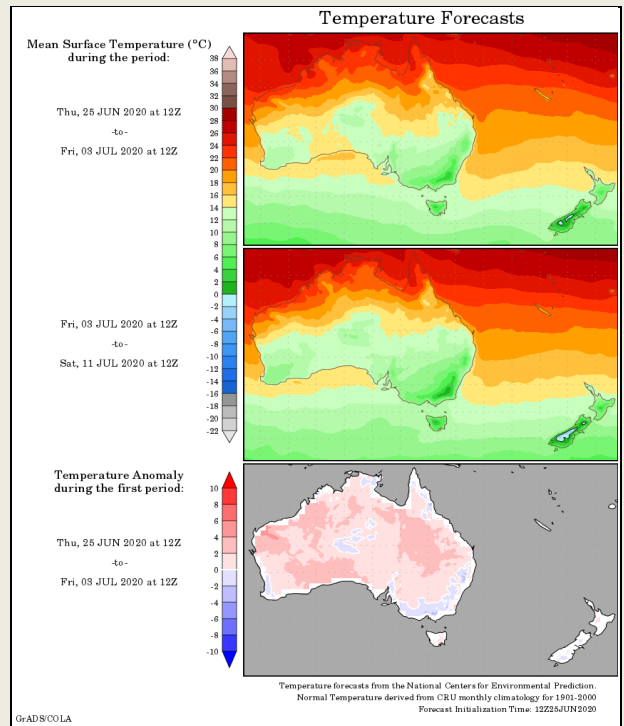 Temperature Forecasts
Mean Surface Temperature (°C)
during the period:
Thu, 25 JUN 2020 at 12Z
-to-
Fri, 03 JUL 2020 at 12Z
38
36
34
32
30
28
26
24
22
20
18
16
14
12
10
8
6
4
2
0
-2
-4
-6
-8
-10
-12
-14
-16
-18
-20
-22
Fri, 03 JUL 2020 at 12Z
-to-
Sat, 11 JUL 2020 at 12Z
Temperature Anomaly
during the first period:
Thu, 25 JUN 2020 at 12Z
-to-
Fri, 03 JUL 2020 at 12Z
10
8
6
4
2
0
-2
-4
-6
-8
-10
Temperature forecasts from the National Centers for Environmental Prediction.
Normal Temperature derived from CRU monthly climatology for 1901-2000
Forecast Initialization Time: 12Z25JUN2020
GrADS/COLA